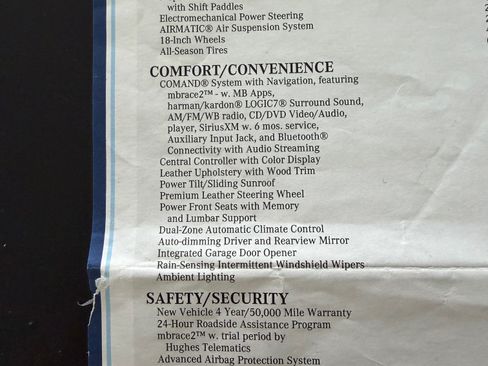 with Shift Paddles
Electromechanical Power Steering
AIRMATIC® Air Suspension System
18-Inch Wheels
All-Season Tires
COMFORT/CONVENIENCE
COMAND® System with Navigation, featuring
mbrace2™ - w. MB Apps,
harman/kardon® LOGIC7® Surround Sound,
AM/FM/WB radio, CD/DVD Video/Audio,
player, SiriusXM w. 6 mos. service,
Auxiliary Input Jack, and Bluetooth®
Connectivity with Audio Streaming
Central Controller with Color Display
Leather Upholstery with Wood Trim
Power Tilt/Sliding Sunroof
Premium Leather Steering Wheel
Power Front Seats with Memory
and Lumbar Support
Dual-Zone Automatic Climate Control
Auto-dimming Driver and Rearview Mirror
Integrated Garage Door Opener
Rain-Sensing Intermittent Windshield Wipers
Ambient Lighting
SAFETY/SECURITY
New Vehicle 4 Year/50,000 Mile Warranty
24-Hour Roadside Assistance Program
mbrace2™ w. trial period by
Hughes Telematics
Advanced Airbag Protection System